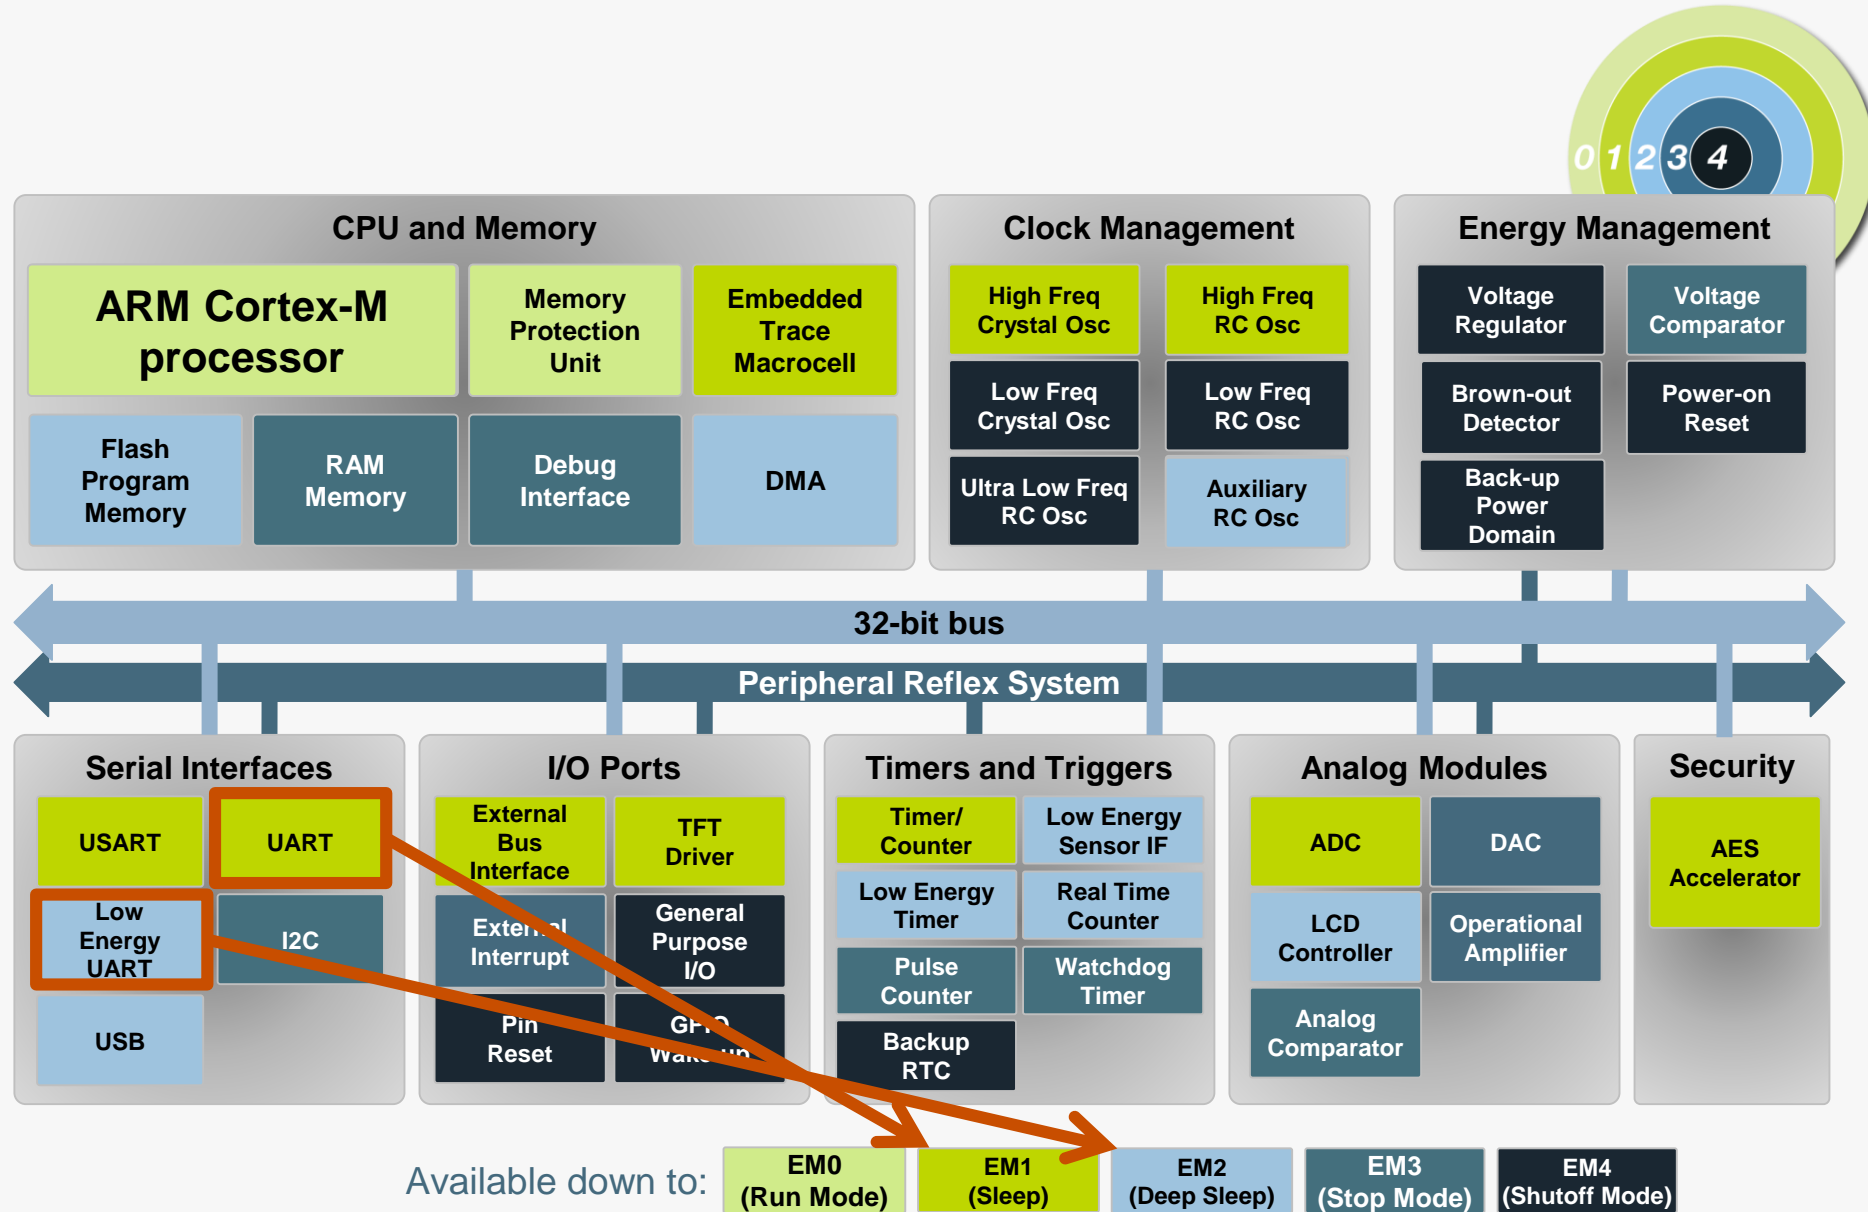 0 1 2 3 4
CPU and Memory
ARM Cortex-M
processor
Memory
Protection
Unit
Embedded
Trace
Macrocell
Flash
Program
Memory
RAM
Memory
Debug
Interface
DMA
Clock Management
High Freq
Crystal Osc
High Freq
RC Osc
Low Freq
Crystal Osc
Low Freq
RC Osc
Ultra Low Freq
RC Osc
Auxiliary
RC Osc
Energy Management
Voltage
Regulator
Voltage
Comparator
Brown-out
Detector
Power-on
Reset
Back-up
Power
Domain
32-bit bus
Peripheral Reflex System
Serial Interfaces
USART
UART
Low
Energy
UART
I2C
USB
I/O Ports
External
Bus
Interface
TFT
Driver
External
Interrupt
General
Purpose
I/O
Pin
Reset
GPIO
Wake-up
Timers and Triggers
Timer/
Counter
Low Energy
Sensor IF
Low Energy
Timer
Real Time
Counter
Pulse
Counter
Watchdog
Timer
Backup
RTC
Analog Modules
ADC
DAC
LCD
Controller
Operational
Amplifier
Analog
Comparator
Security
AES
Accelerator
Available down to:
EM0
(Run Mode)
EM1
(Sleep)
EM2
(Deep Sleep)
EM3
(Stop Mode)
EM4
(Shutoff Mode)